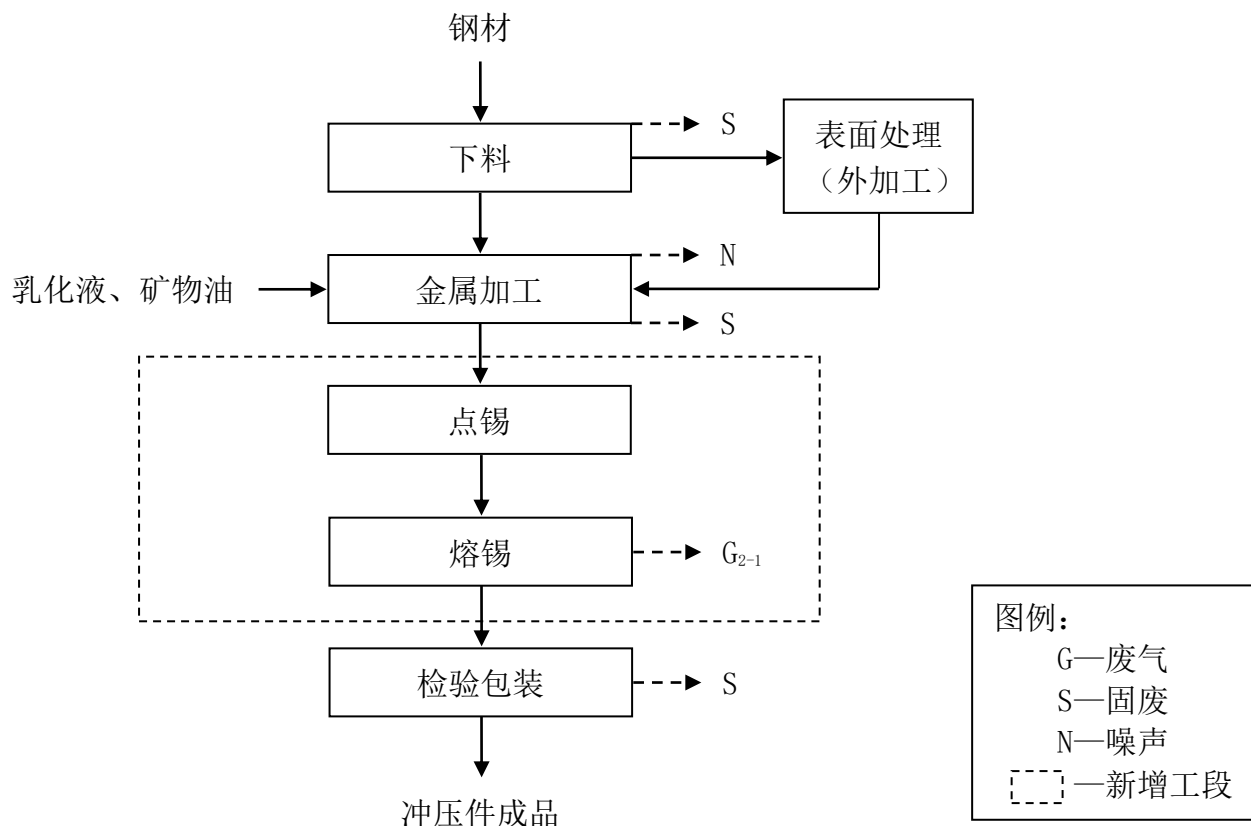 钢材
S
下料
表面处理
（外加工）
N
乳化液、矿物油
金属加工
S
点锡
熔锡
G2-1
检验包装
S
冲压件成品
图例：
G—废气
S—固废
N—噪声
—新增工段